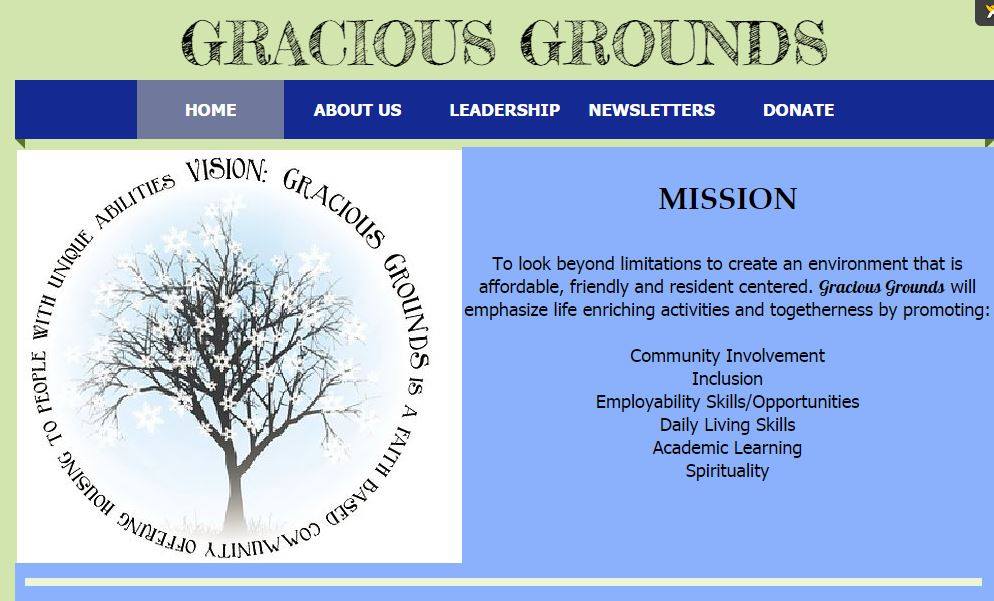 GRACIOUS GROUNDS
HOME ABOUT US LEADERSHIP NEWSLETTERS DONATE
VISION: GRACIOUS GROUNDS IS A FAITH BASED COMMUNITY OFFERING HOUSING TO PEOPLE WITH UNIQUE ABILITIES
MISSION
To look beyond limitations to create an environment that is
affordable, friendly and resident centered. Gracious Grounds will
emphasize life enriching activities and togetherness by promoting:
Community Involvement
Inclusion
Employability Skills/Opportunities
Daily Living Skills
Academic Learning
Spirituality